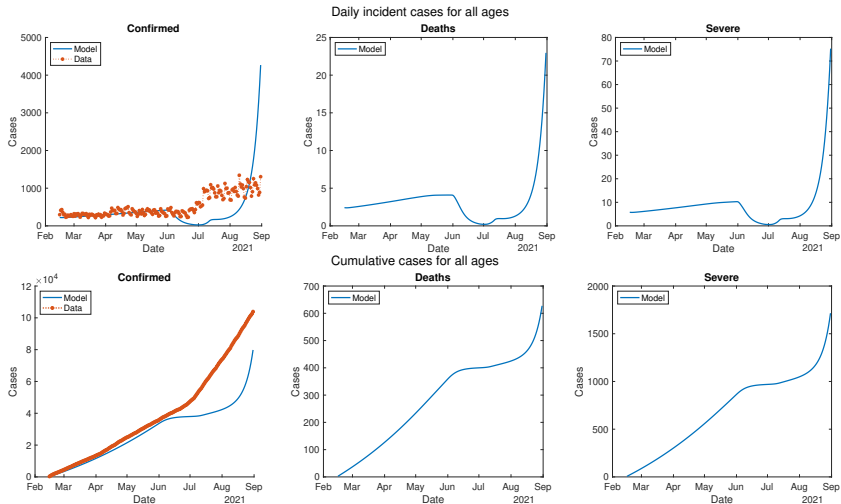 Daily incident cases for all ages
Confirmed
5000
4000
3000
2000
1000
0
Cases
Model
Data
Feb Mar Apr May Jun Jul Aug Sep
Date
2021
Deaths
25
20
15
10
5
0
Cases
Model
Feb Mar Apr May Jun Jul Aug Sep
Date
2021
Severe
80
70
60
50
40
30
20
10
0
Cases
Model
Feb Mar Apr May Jun Jul Aug Sep
Date
2021
Cumulative cases for all ages
Confirmed
×10⁴
12
10
8
6
4
2
0
Cases
Model
Data
Feb Mar Apr May Jun Jul Aug Sep
Date
2021
Deaths
700
600
500
400
300
200
100
0
Cases
Model
Feb Mar Apr May Jun Jul Aug Sep
Date
2021
Severe
2000
1500
1000
500
0
Cases
Model
Feb Mar Apr May Jun Jul Aug Sep
Date
2021